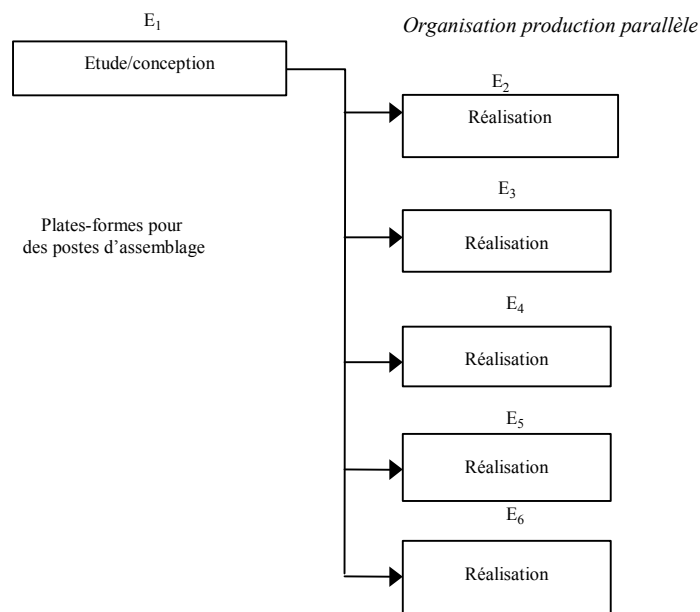 E₁
Organisation production parallèle
Etude/conception
E₂
Réalisation
E₃
Plates-formes pour
des postes d’assemblage
Réalisation
E₄
Réalisation
E₅
Réalisation
E₆
Réalisation